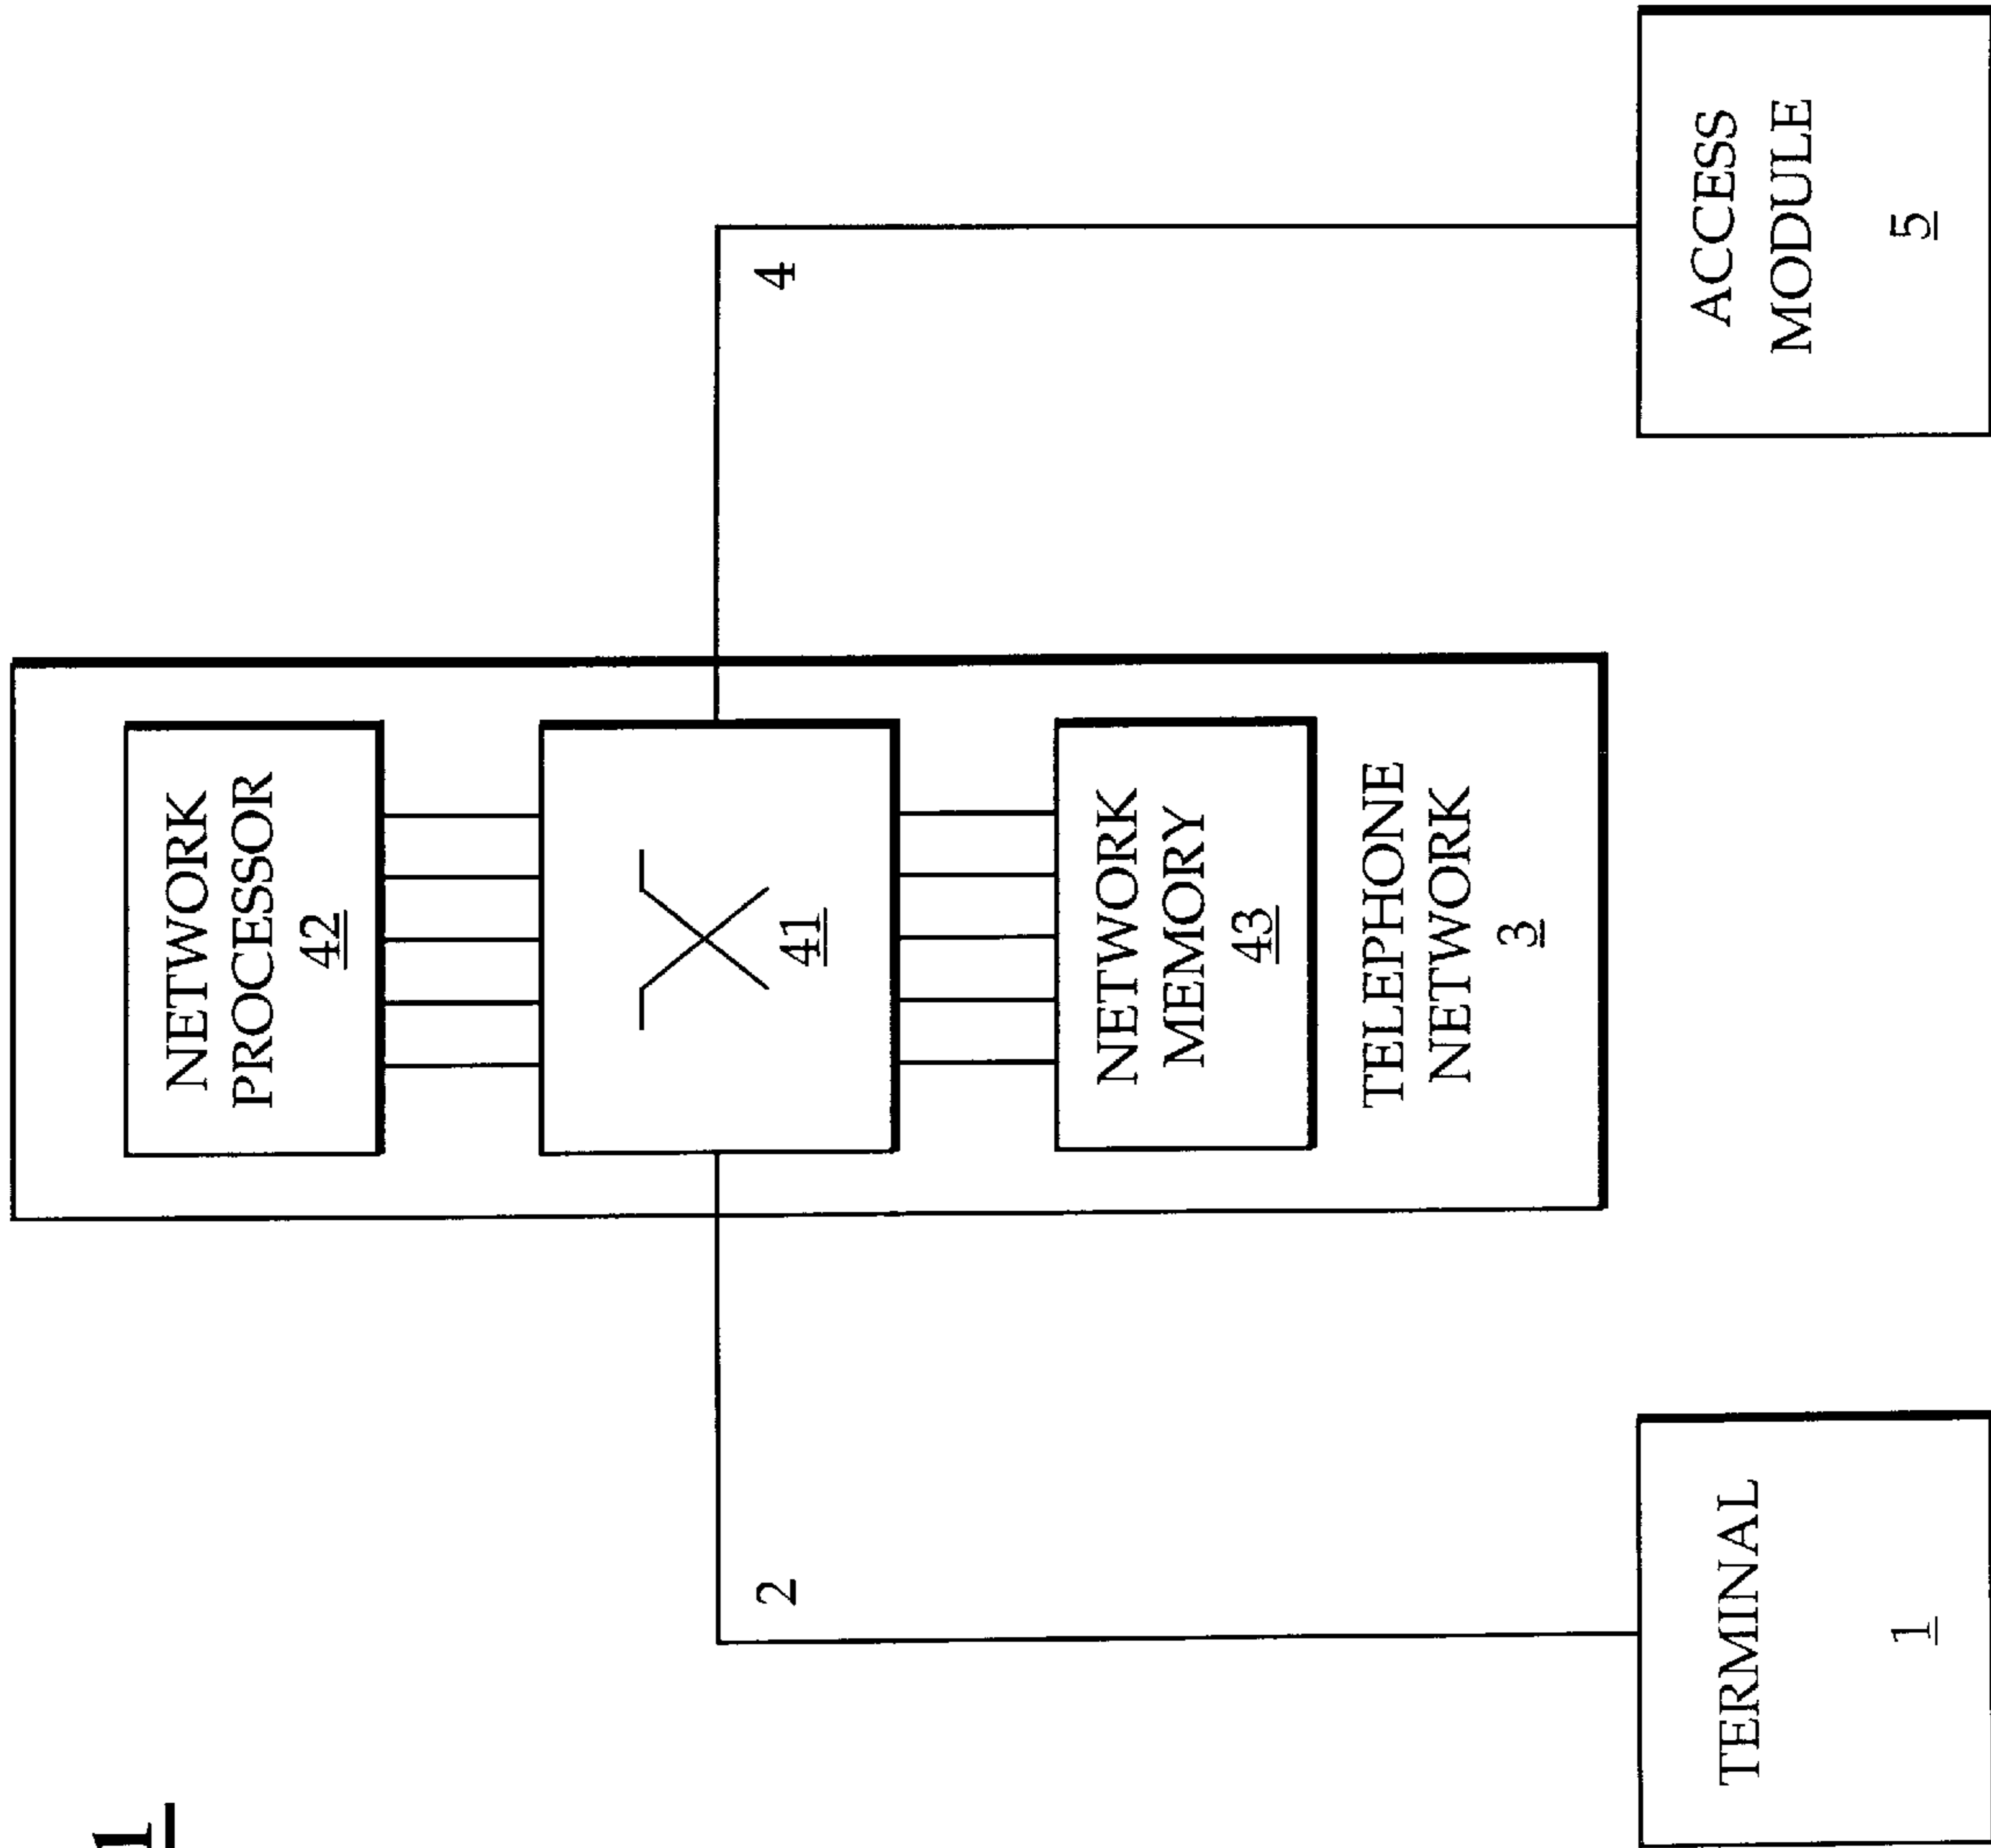 1
NETWORK
PROCESSOR
42
41
NETWORK
MEMORY
43
TELEPHONE
NETWORK
3
2
4
TERMINAL
1
ACCESS
MODULE
5